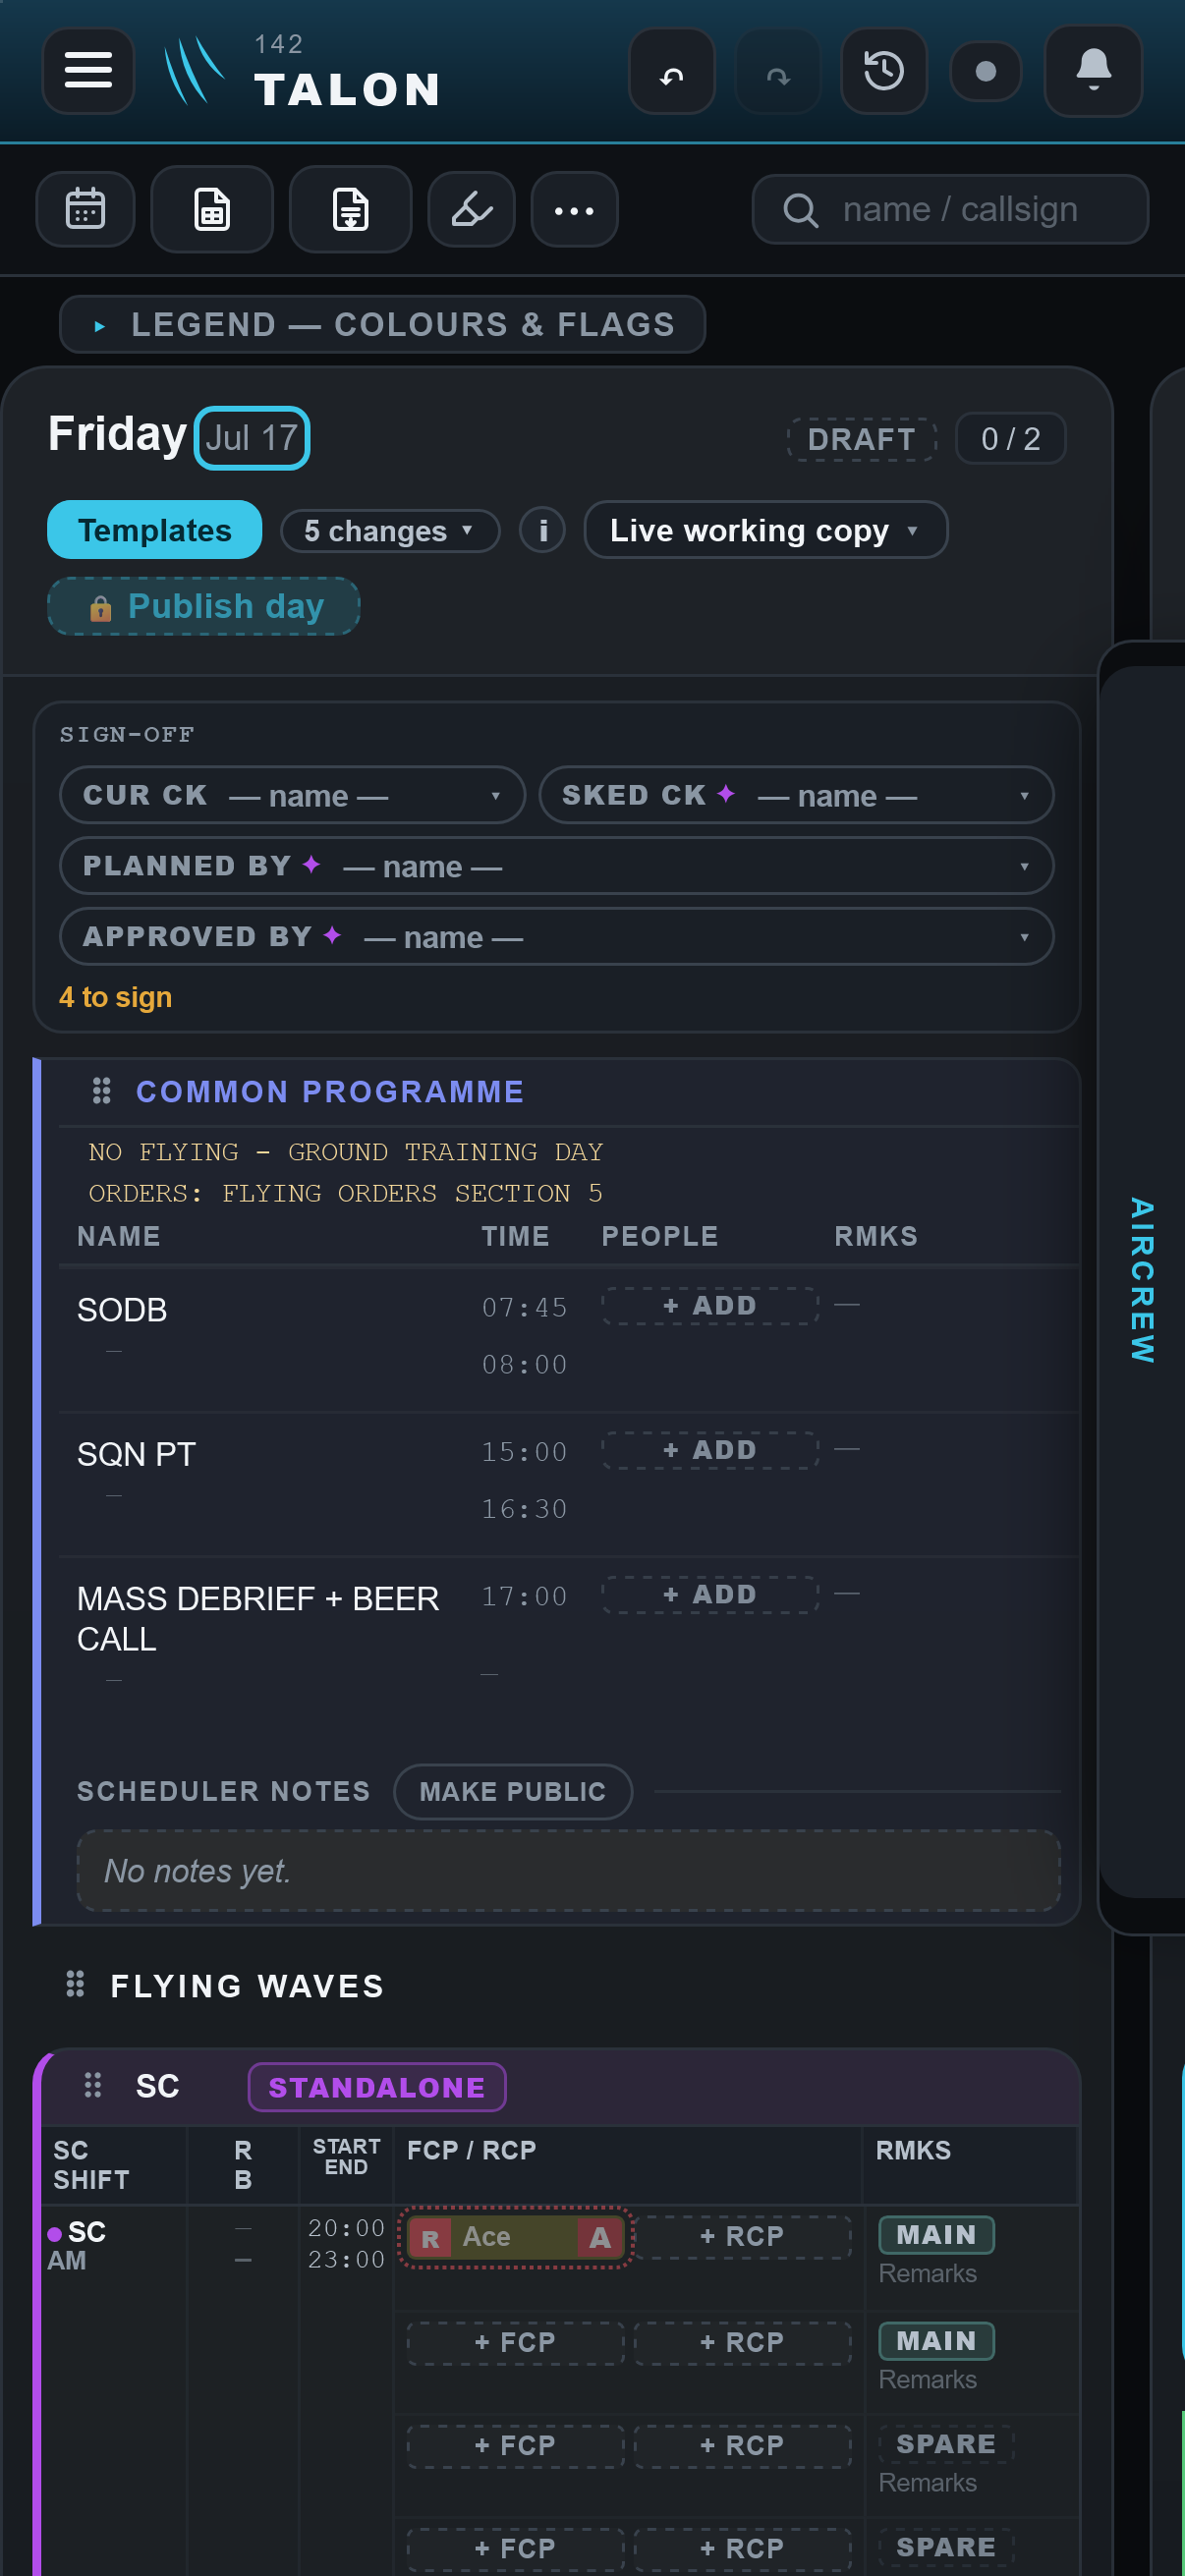 142
TALON
name / callsign
LEGEND — COLOURS & FLAGS
Friday Jul 17 DRAFT 0 / 2
Templates 5 changes i Live working copy
Publish day
SIGN-OFF
CUR CK — name — SKED CK — name —
PLANNED BY — name —
APPROVED BY — name —
4 to sign
COMMON PROGRAMME
NO FLYING - GROUND TRAINING DAY
ORDERS: FLYING ORDERS SECTION 5
NAME TIME PEOPLE RMKS
SODB 07:45 + ADD —
— 08:00
SQN PT 15:00 + ADD —
— 16:30
MASS DEBRIEF + BEER 17:00 + ADD —
CALL
— —
AIRCREW
SCHEDULER NOTES MAKE PUBLIC
No notes yet.
FLYING WAVES
SC STANDALONE
SC R START FCP / RCP RMKS
SHIFT B END
SC — 20:00 R Ace A + RCP MAIN
AM — 23:00 Remarks
+ FCP + RCP MAIN
Remarks
+ FCP + RCP SPARE
Remarks
+ FCP + RCP SPARE